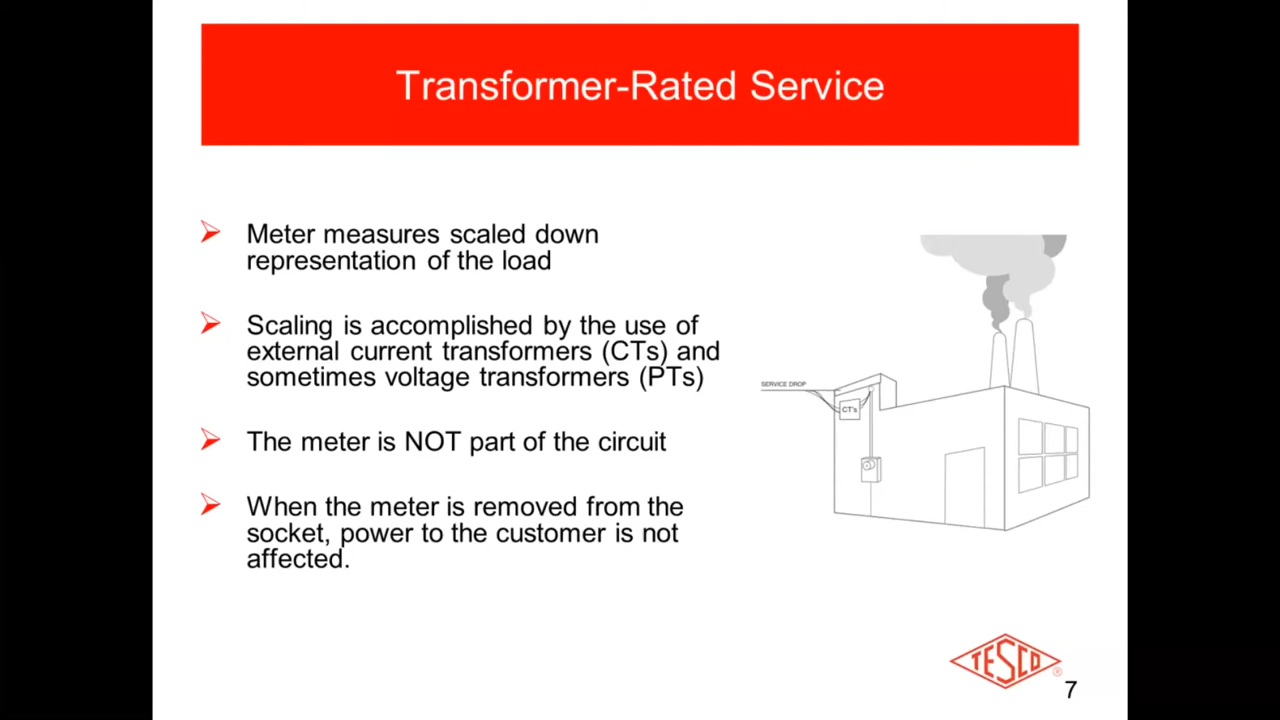 Transformer-Rated Service
Meter measures scaled down
representation of the load
Scaling is accomplished by the use of
external current transformers (CTs) and
sometimes voltage transformers (PTs)
The meter is NOT part of the circuit
When the meter is removed from the
socket, power to the customer is not
affected.
SERVICE DROP
CT's
TESCO®
7